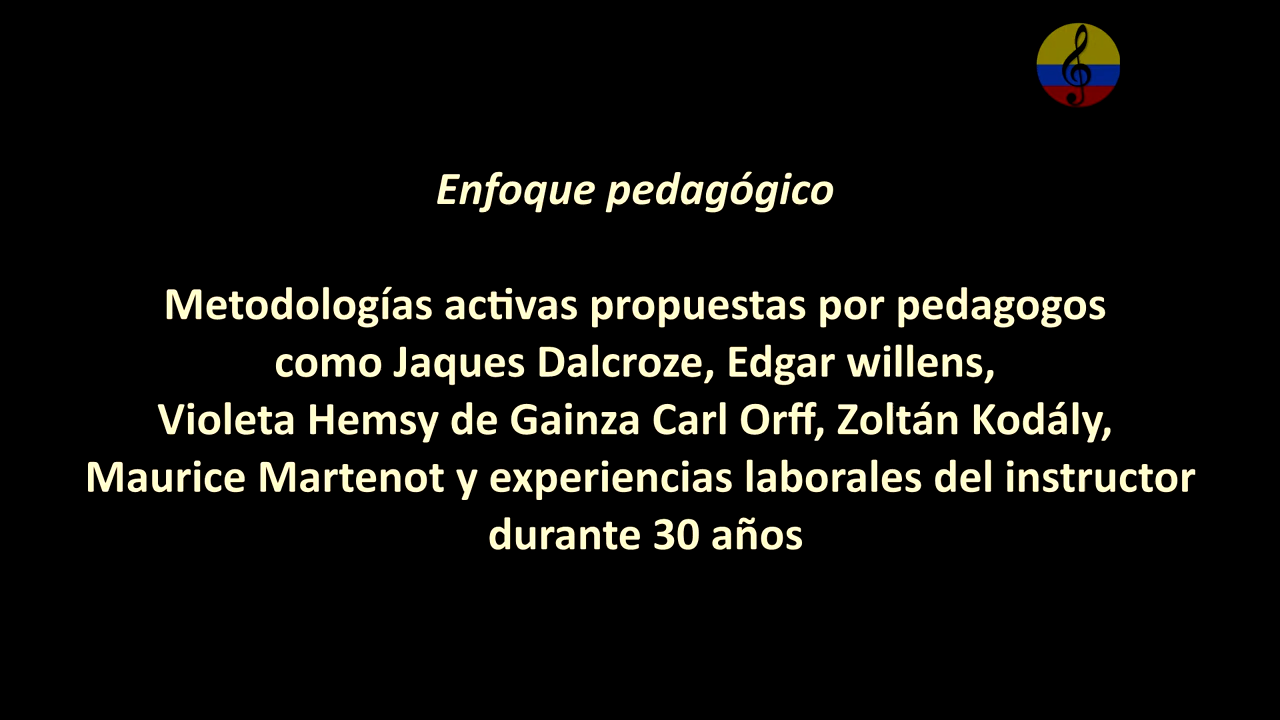 Enfoque pedagógico
Metodologías activas propuestas por pedagogos
como Jaques Dalcroze, Edgar willens,
Violeta Hemsy de Gainza Carl Orff, Zoltán Kodály,
Maurice Martenot y experiencias laborales del instructor
durante 30 años